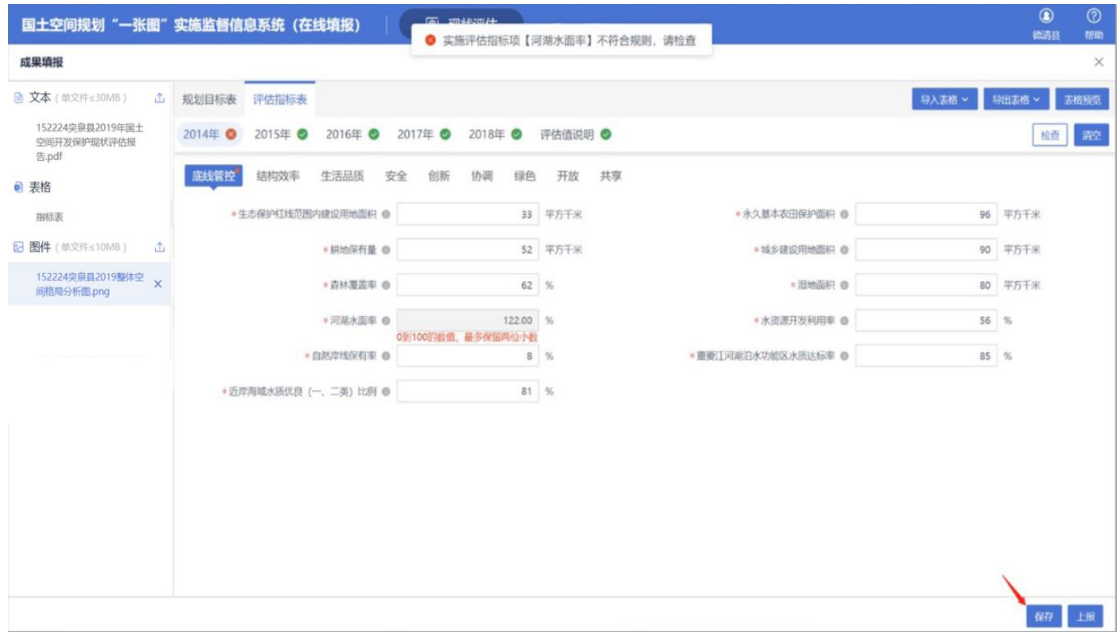 国土空间规划“一张图”实施监督信息系统（在线填报）
现状评估
德清县
帮助
实施评估指标项【河湖水面率】不符合规则，请检查
成果填报
文本（单文件≤30MB）
152224突泉县2019年国土
空间开发保护现状评估报
告.pdf
表格
指标表
图件（单文件≤10MB）
152224突泉县2019整体空
间格局分析图.png
规划目标表 评估指标表
导入表格 导出表格 表格预览
2014年 2015年 2016年 2017年 2018年 评估值说明
检查 清空
底线管控 结构效率 生活品质 安全 创新 协调 绿色 开放 共享
*生态保护红线范围内建设用地面积 33 平方千米
*永久基本农田保护面积 96 平方千米
*耕地保有量 52 平方千米
*城乡建设用地面积 90 平方千米
*森林覆盖率 62 %
*湿地面积 80 平方千米
*河湖水面率 122.00 %
0到100的数值，最多保留两位小数
*水资源开发利用率 56 %
*自然岸线保有率 8 %
*重要江河湖泊水功能区水质达标率 85 %
*近岸海域水质优良（一、二类）比例 81 %
保存 上报